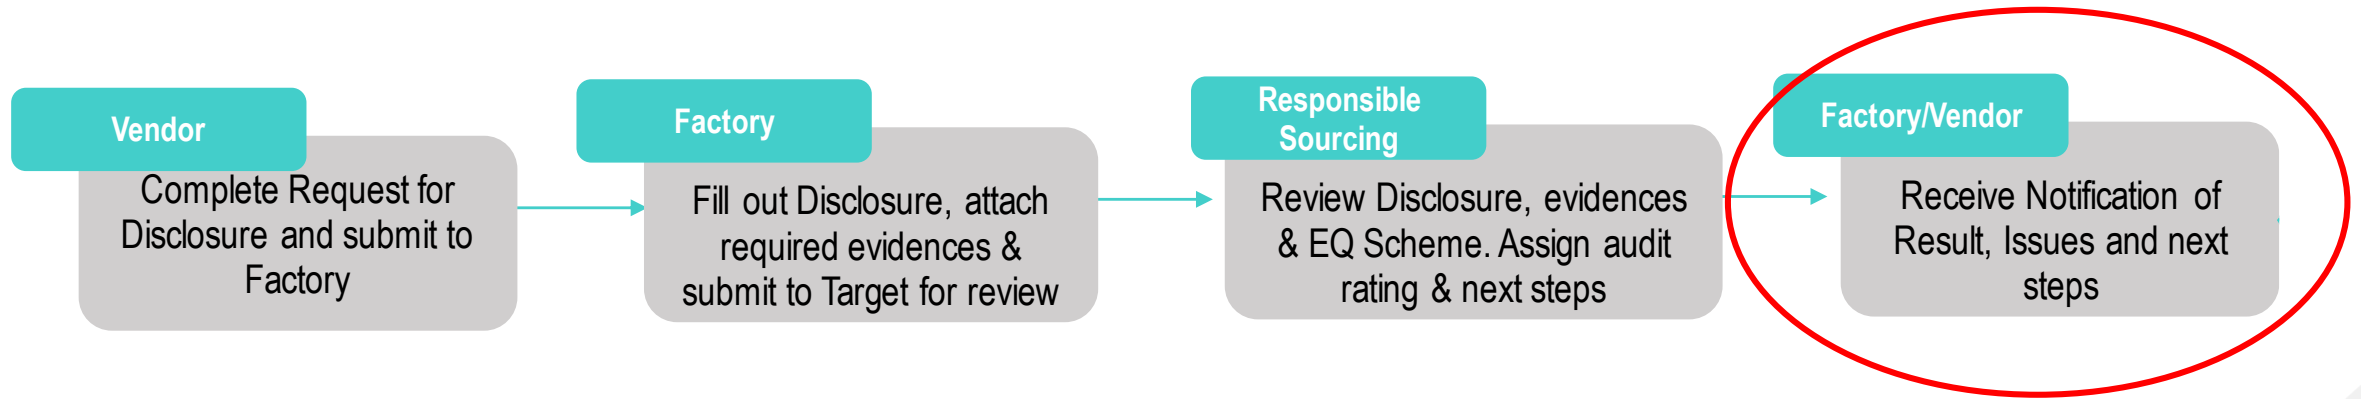 Vendor
Complete Request for
Disclosure and submit to
Factory
Factory
Fill out Disclosure, attach
required evidences &
submit to Target for review
Responsible
Sourcing
Review Disclosure, evidences
& EQ Scheme. Assign audit
rating & next steps
Factory/Vendor
Receive Notification of
Result, Issues and next
steps